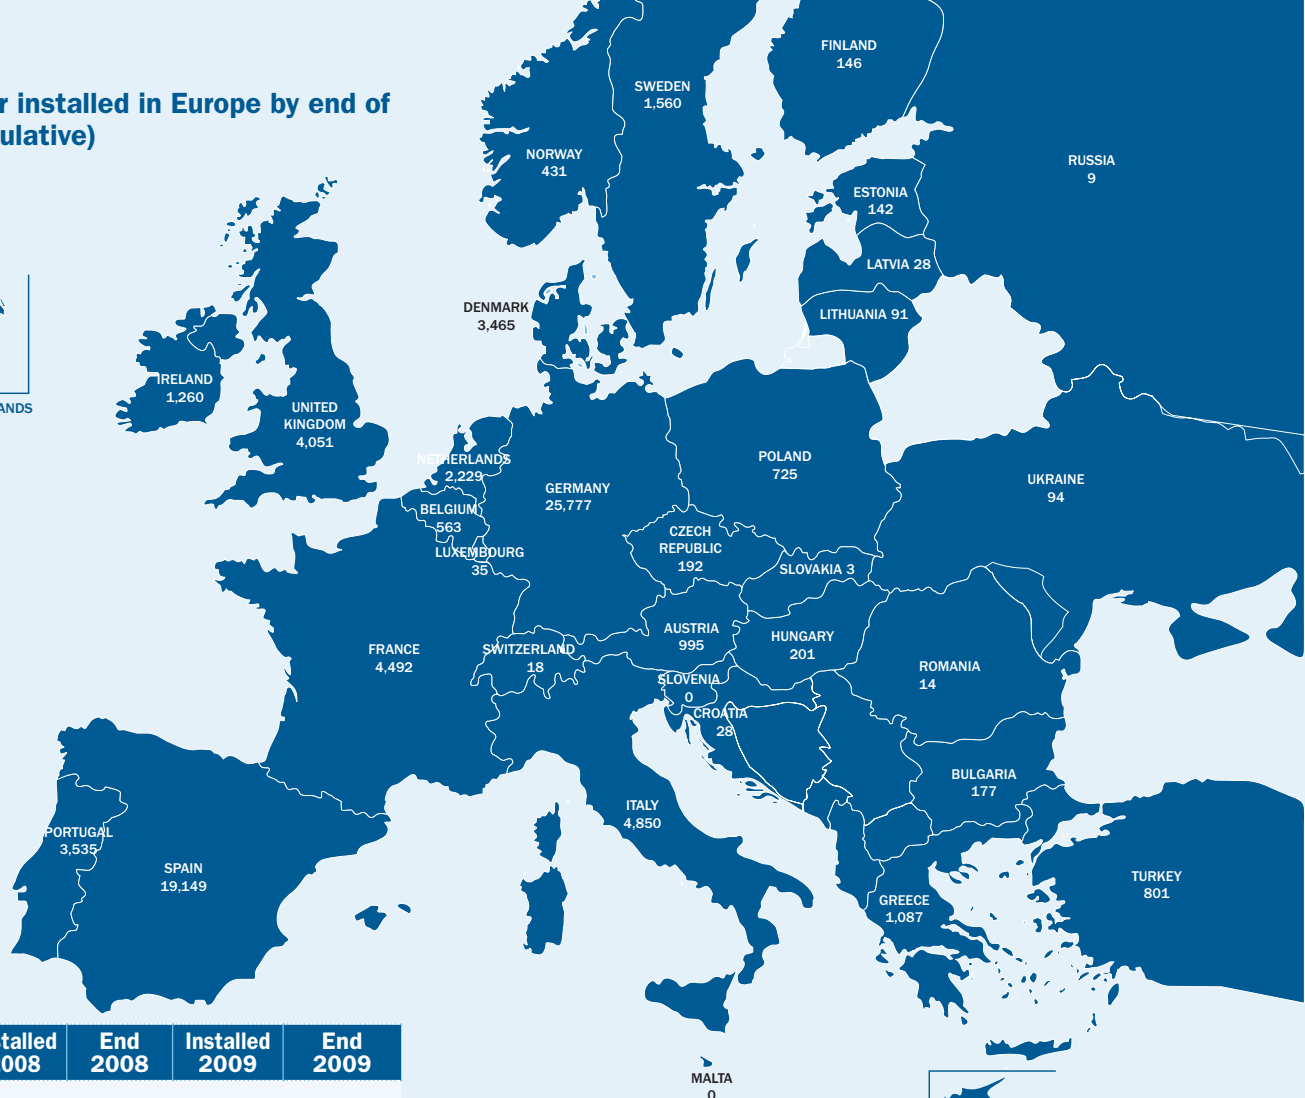 r installed in Europe by end of
ulative)
FINLAND
146
SWEDEN
1,560
NORWAY
431
RUSSIA
9
ESTONIA
142
LATVIA 28
LITHUANIA 91
DENMARK
3,465
IRELAND
1,260
ANDS
UNITED
KINGDOM
4,051
NETHERLANDS
2,229
GERMANY
25,777
POLAND
725
UKRAINE
94
BELGIUM
563
LUXEMBOURG
35
CZECH
REPUBLIC
192
SLOVAKIA 3
AUSTRIA
995
HUNGARY
201
FRANCE
4,492
SWITZERLAND
18
ROMANIA
14
SLOVENIA
0
CROATIA
28
BULGARIA
177
ITALY
4,850
PORTUGAL
3,535
SPAIN
19,149
TURKEY
801
GREECE
1,087
talled
008
End
2008
Installed
2009
End
2009
MALTA
0